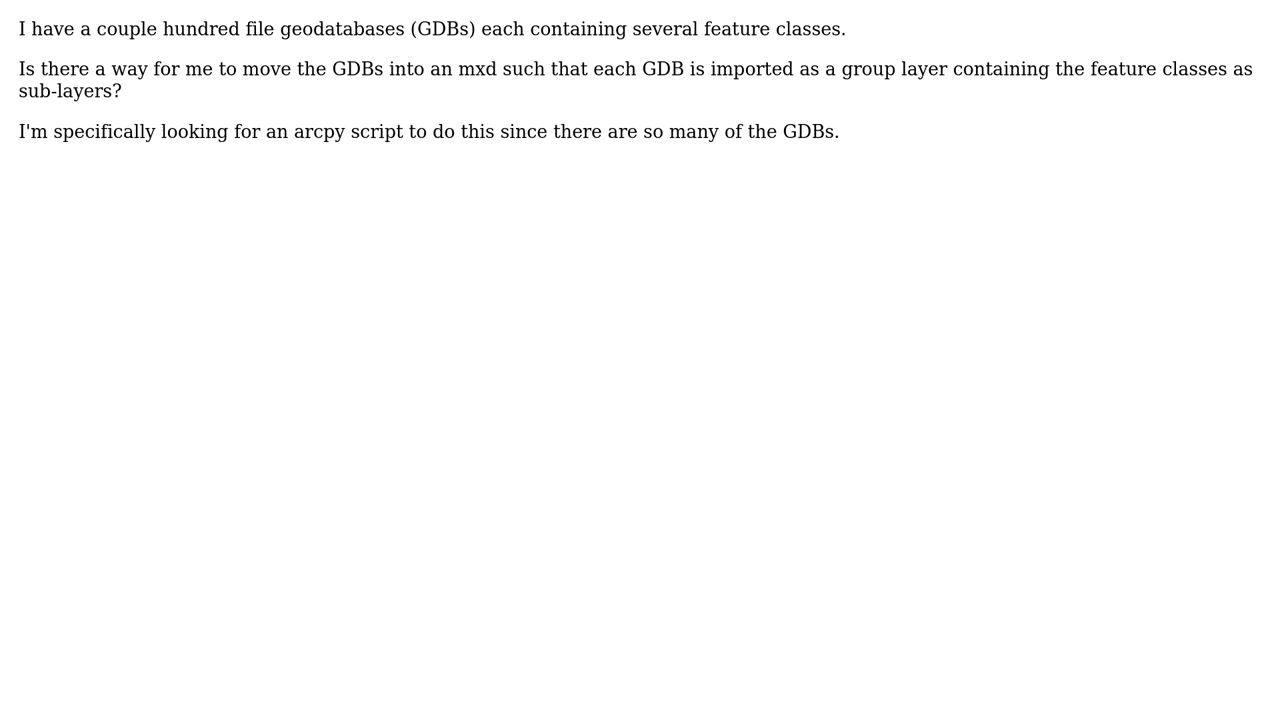 I have a couple hundred file geodatabases (GDBs) each containing several feature classes.
Is there a way for me to move the GDBs into an mxd such that each GDB is imported as a group layer containing the feature classes as
sub-layers?
I'm specifically looking for an arcpy script to do this since there are so many of the GDBs.